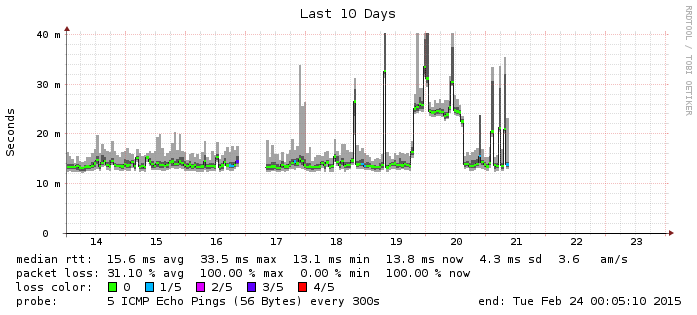 Last 10 Days
RRDTOOL / TOBI OETIKER
Seconds
40 m
30 m
20 m
10 m
0
14 15 16 17 18 19 20 21 22 23
median rtt: 15.6 ms avg 33.5 ms max 13.1 ms min 13.8 ms now 4.3 ms sd 3.6 am/s
packet loss: 31.10 % avg 100.00 % max 0.00 % min 100.00 % now
loss color: 0 1/5 2/5 3/5 4/5
probe: 5 ICMP Echo Pings (56 Bytes) every 300s end: Tue Feb 24 00:05:10 2015